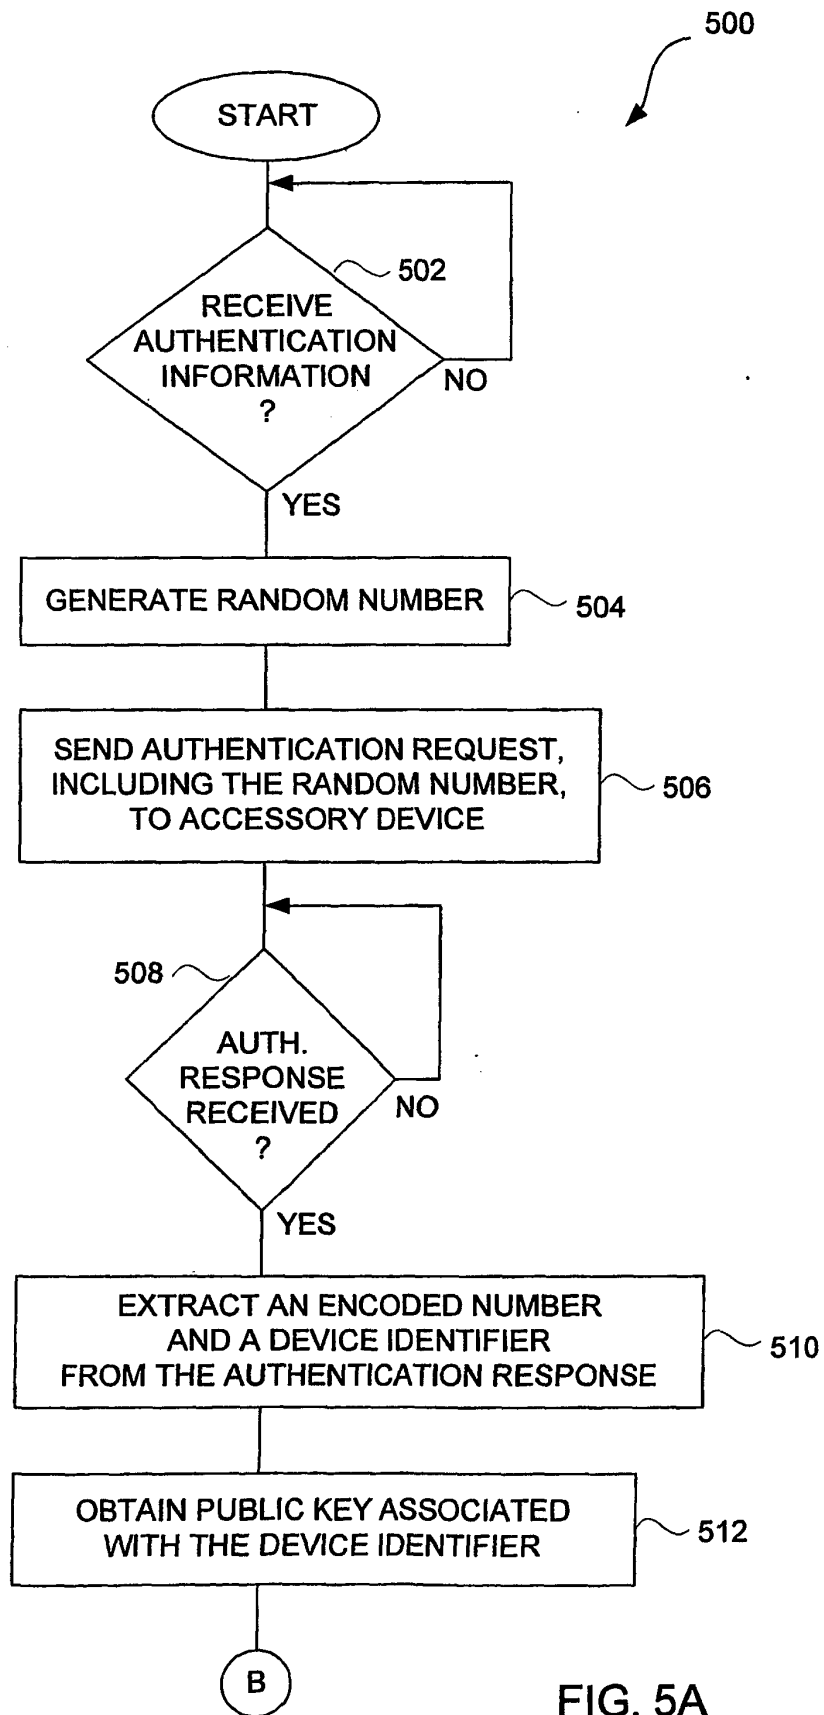 500
START
502
RECEIVE
AUTHENTICATION
INFORMATION
?
NO
YES
GENERATE RANDOM NUMBER
504
SEND AUTHENTICATION REQUEST,
INCLUDING THE RANDOM NUMBER,
TO ACCESSORY DEVICE
506
508
AUTH.
RESPONSE
RECEIVED
?
NO
YES
EXTRACT AN ENCODED NUMBER
AND A DEVICE IDENTIFIER
FROM THE AUTHENTICATION RESPONSE
510
OBTAIN PUBLIC KEY ASSOCIATED
WITH THE DEVICE IDENTIFIER
512
B
FIG. 5A